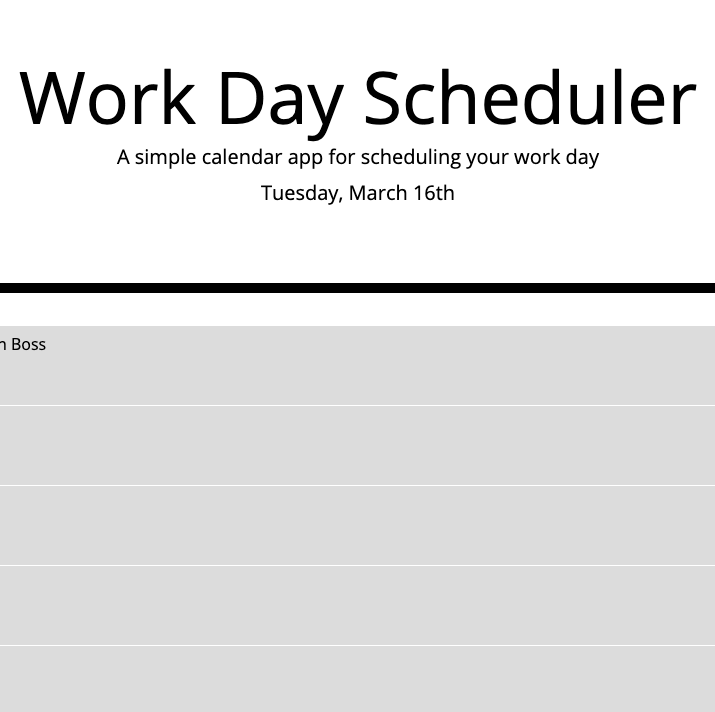 Work Day Scheduler
A simple calendar app for scheduling your work day
Tuesday, March 16th
Boss